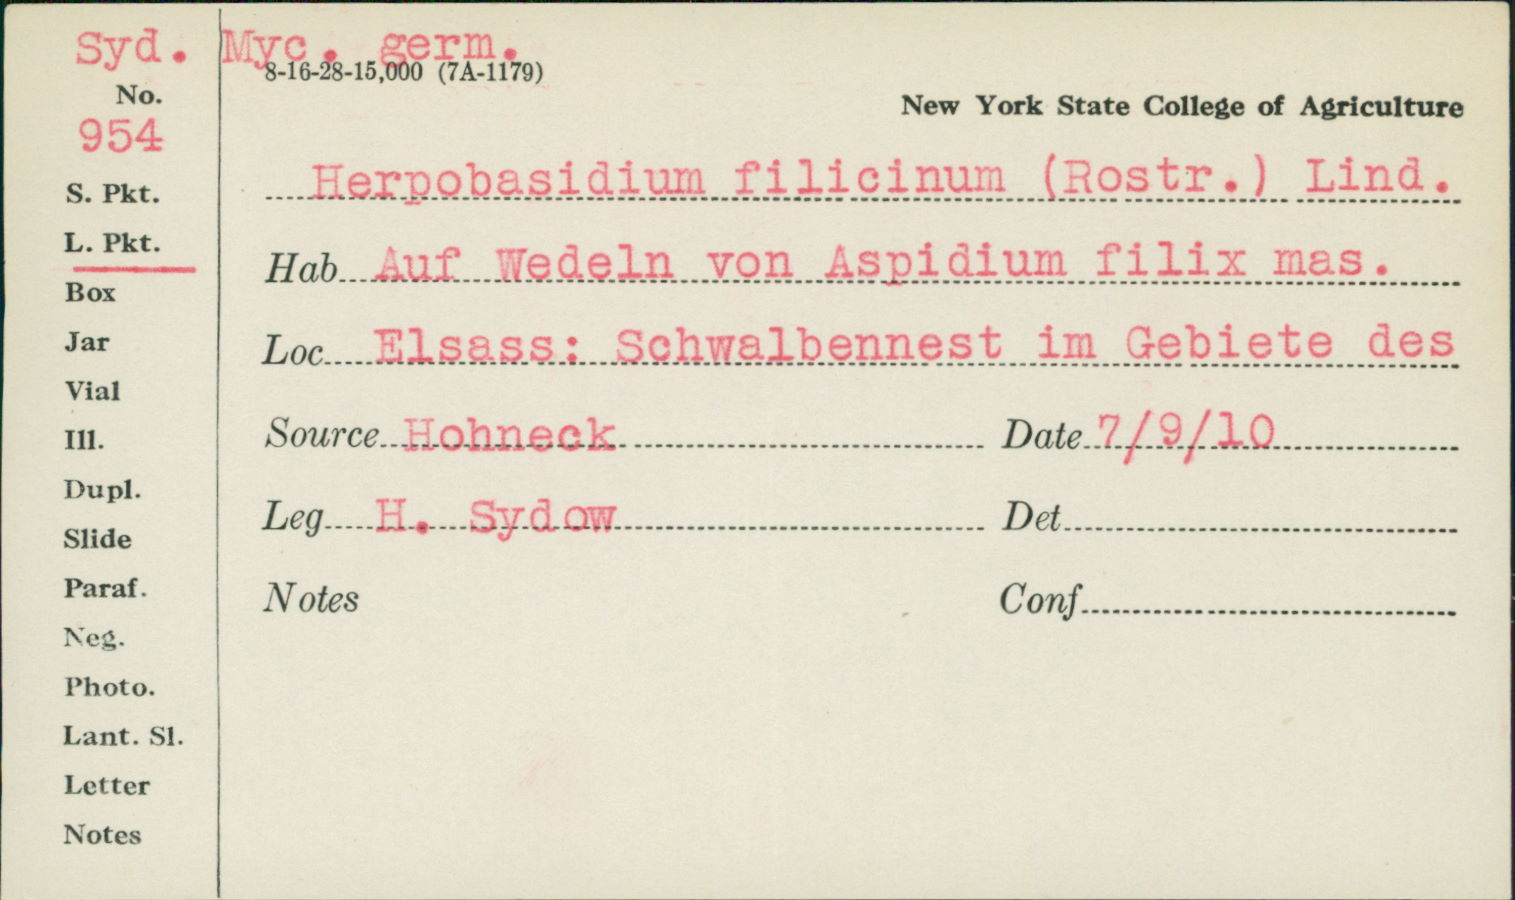 Syd. Myc. germ.
8-16-28-15,000 (7A-1179)
No.
954
New York State College of Agriculture
Herpobasidium filicinum (Rostr.) Lind.
S. Pkt.
L. Pkt.
Hab Auf Wedeln von Aspidium filix mas.
Box
Jar
Loc Elsass: Schwalbennest im Gebiete des
Vial
Ill.
Source Hohneck Date 7/9/10
Dupl.
Slide
Leg H. Sydow Det
Paraf.
Notes Conf
Neg.
Photo.
Lant. Sl.
Letter
Notes